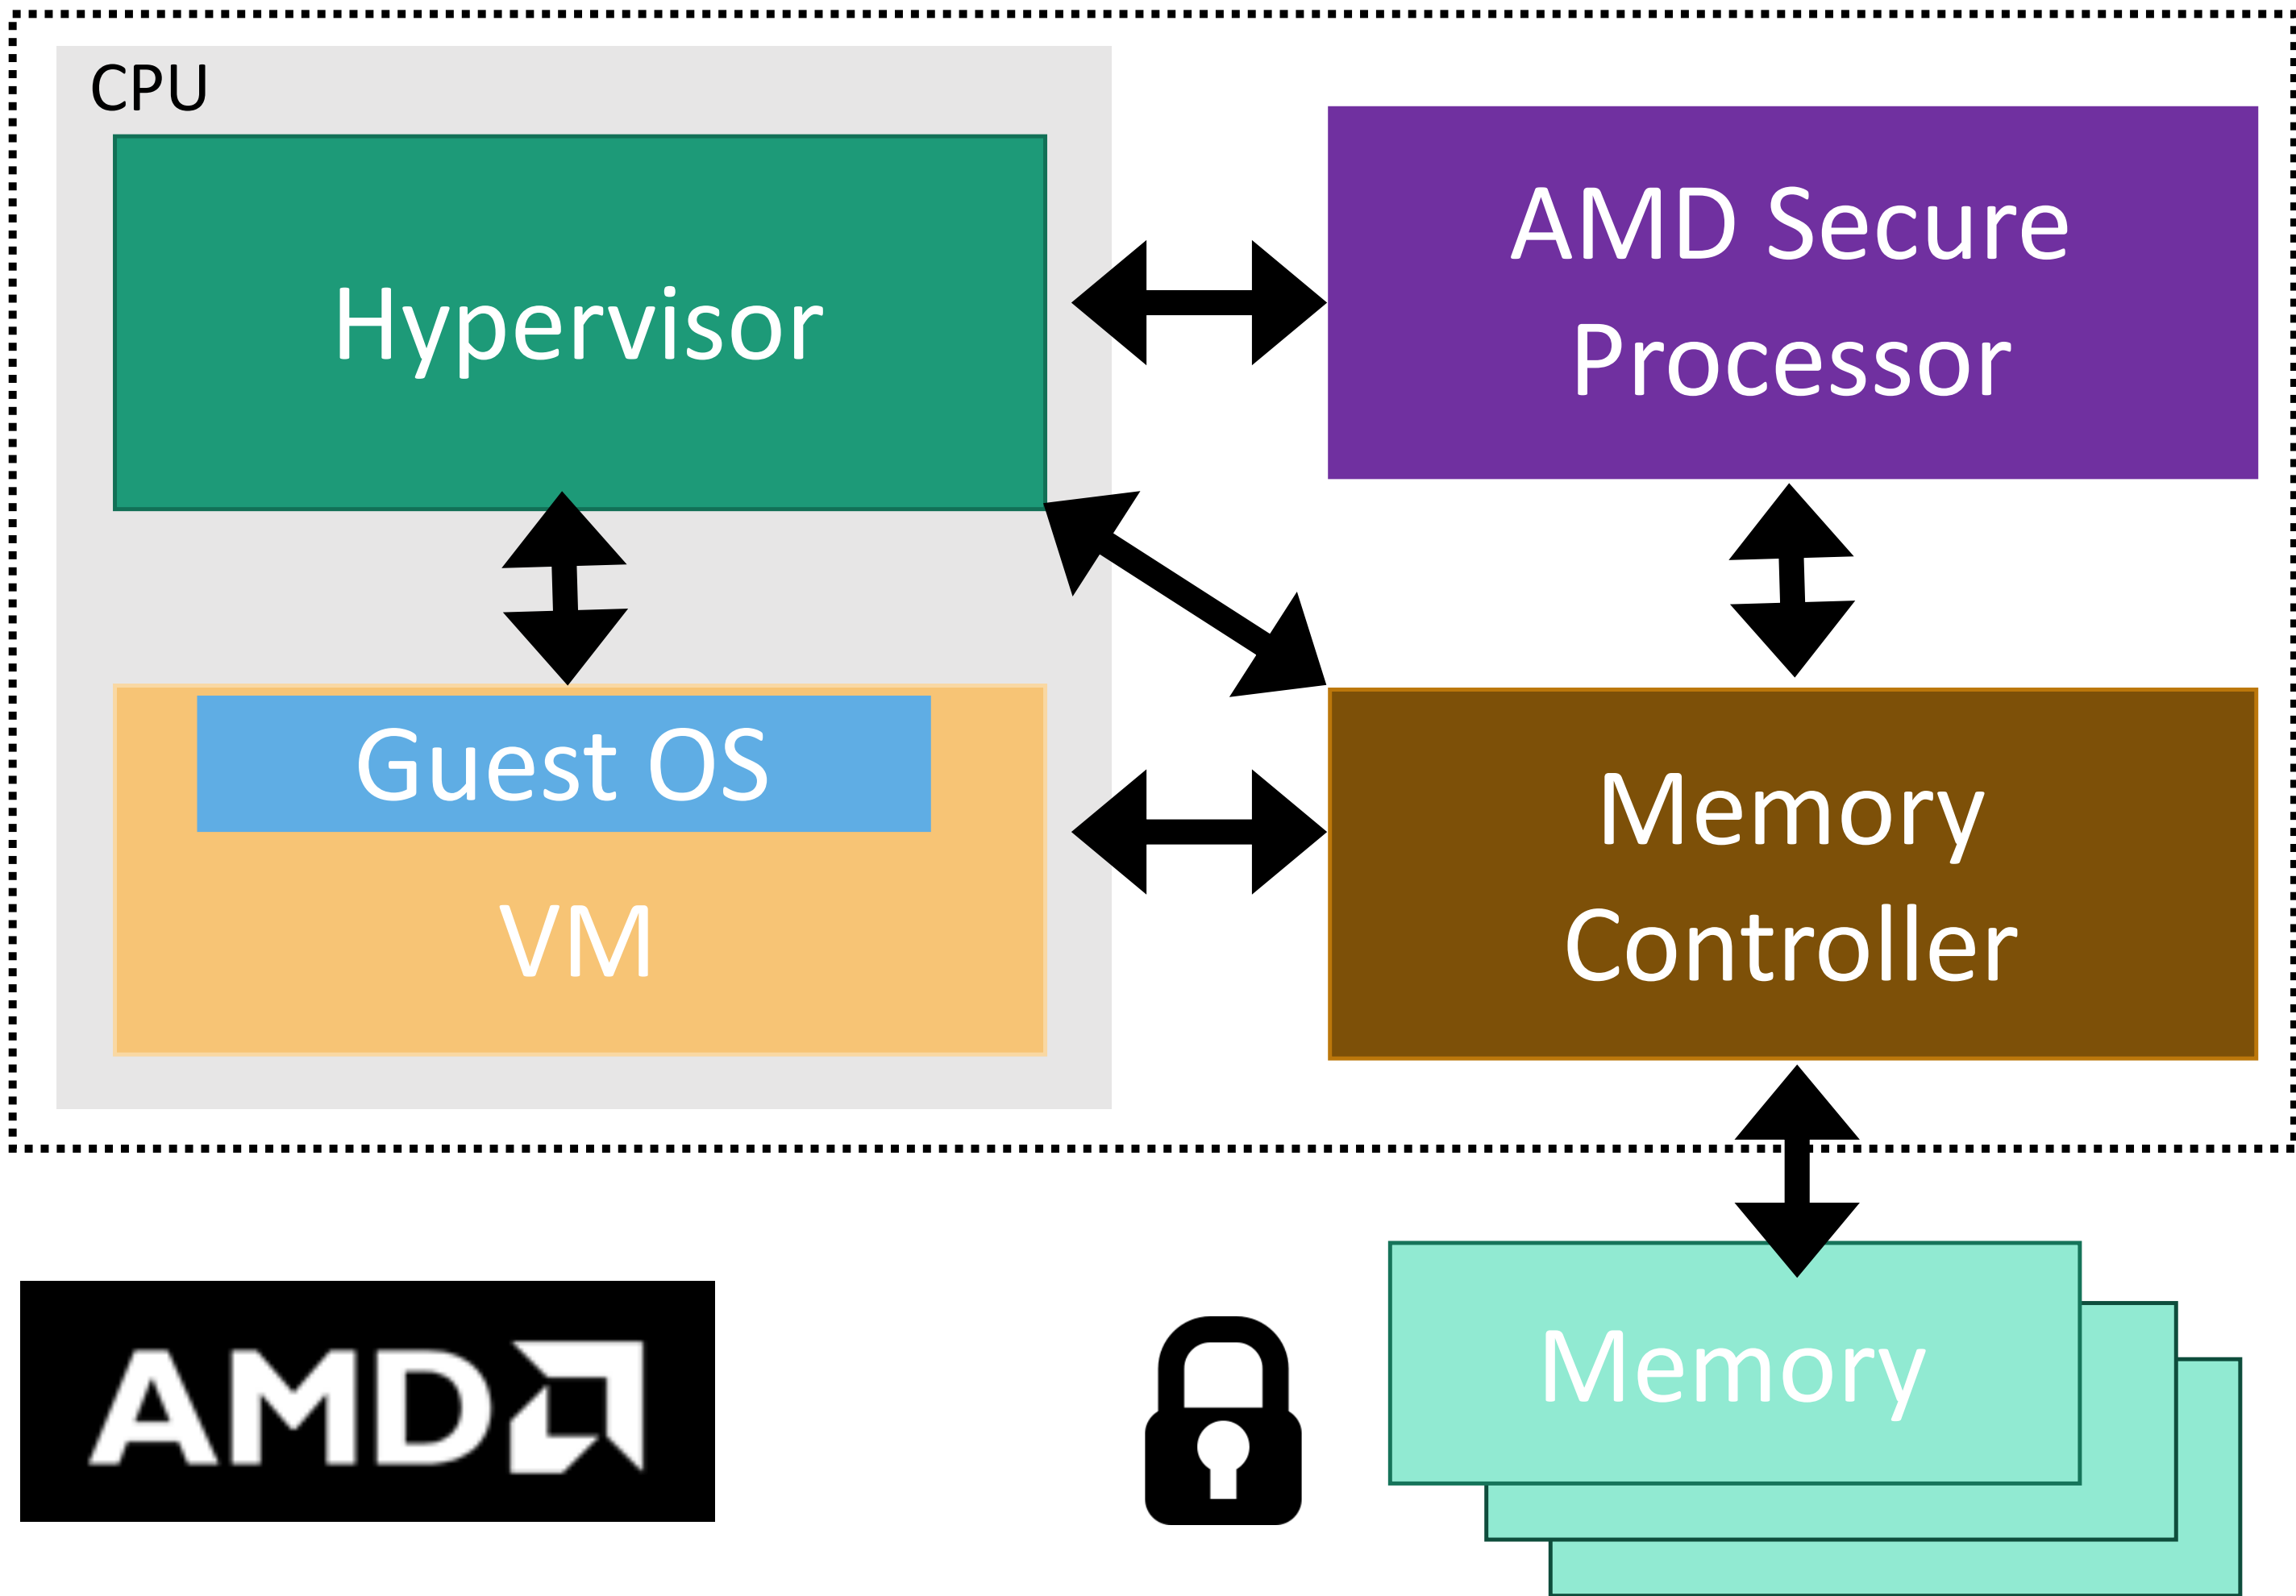 CPU
Hypervisor
AMD Secure
Processor
Guest OS
VM
Memory
Controller
Memory
AMD